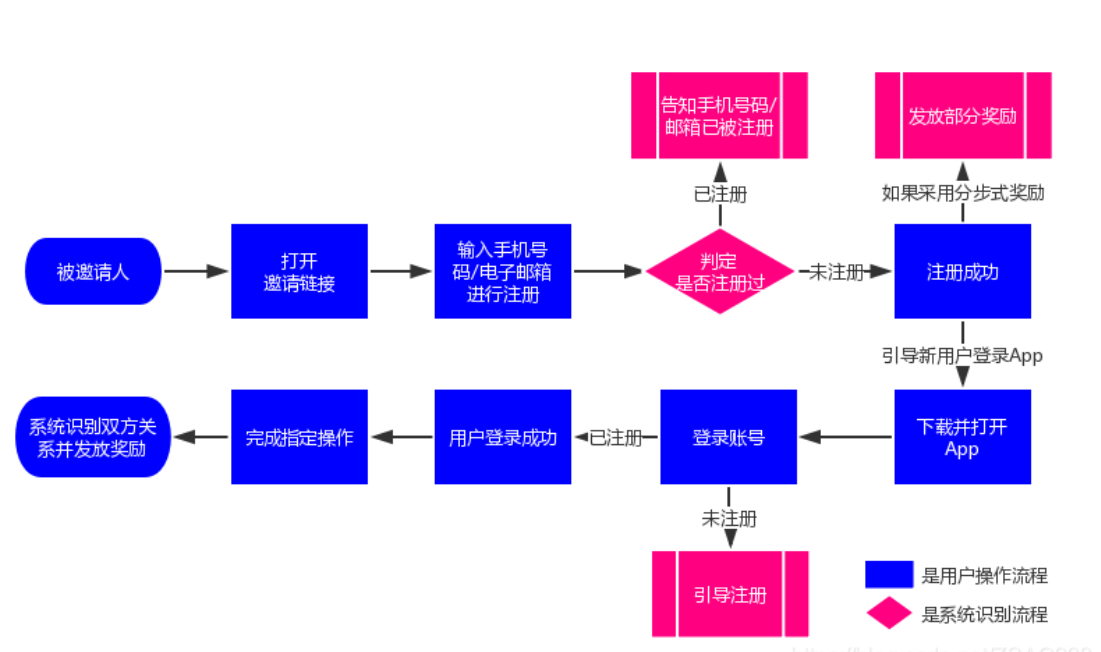 告知手机号码/
邮箱已被注册
发放部分奖励
已注册
如果采用分步式奖励
被邀请人
打开
邀请链接
输入手机号
码/电子邮箱
进行注册
判定
是否注册过
未注册
注册成功
引导新用户登录App
系统识别双方关
系并发放奖励
完成指定操作
用户登录成功
已注册
登录账号
下载并打开
App
未注册
引导注册
是用户操作流程
是系统识别流程